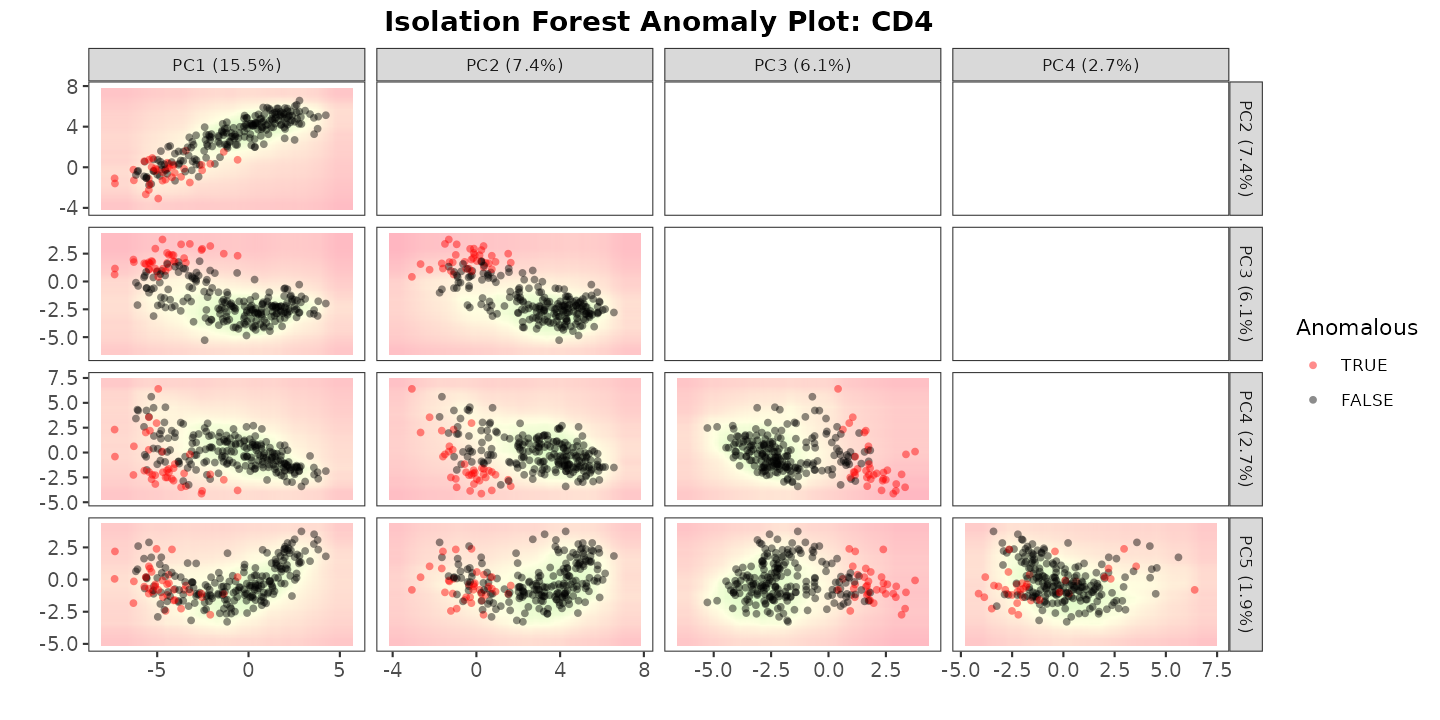 Isolation Forest Anomaly Plot: CD4
PC1 (15.5%)
PC2 (7.4%)
PC3 (6.1%)
PC4 (2.7%)
8
4
0
-4
PC2 (7.4%)
2.5
0.0
-2.5
-5.0
PC3 (6.1%)
7.5
5.0
2.5
0.0
-2.5
-5.0
PC4 (2.7%)
2.5
0.0
-2.5
-5.0
PC5 (1.9%)
-5 0 5
-4 0 4 8
-5.0 -2.5 0.0 2.5
-5.0 -2.5 0.0 2.5 5.0 7.5
Anomalous
TRUE
FALSE